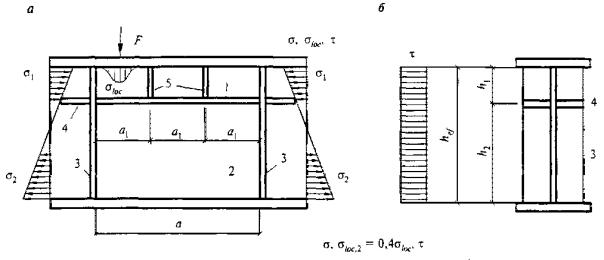 а
б
F
σ, σloc, τ
τ
σ1
σloc
5
1
σ1
h1
4
4
a1
a1
a1
hef
h2
3
2
3
3
σ2
σ2
a
σ, σloc,2 = 0,4σloc, τ